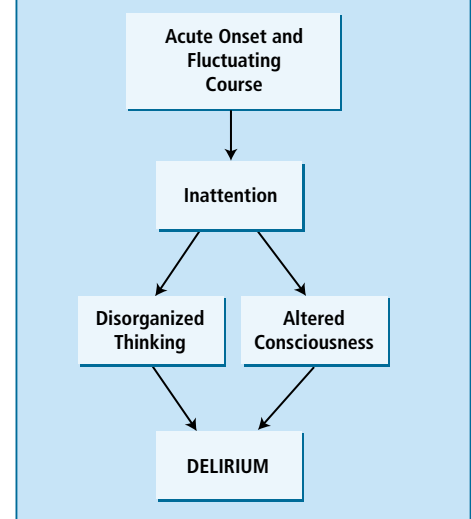 Acute Onset and
Fluctuating
Course
Inattention
Disorganized
Thinking
Altered
Consciousness
DELIRIUM